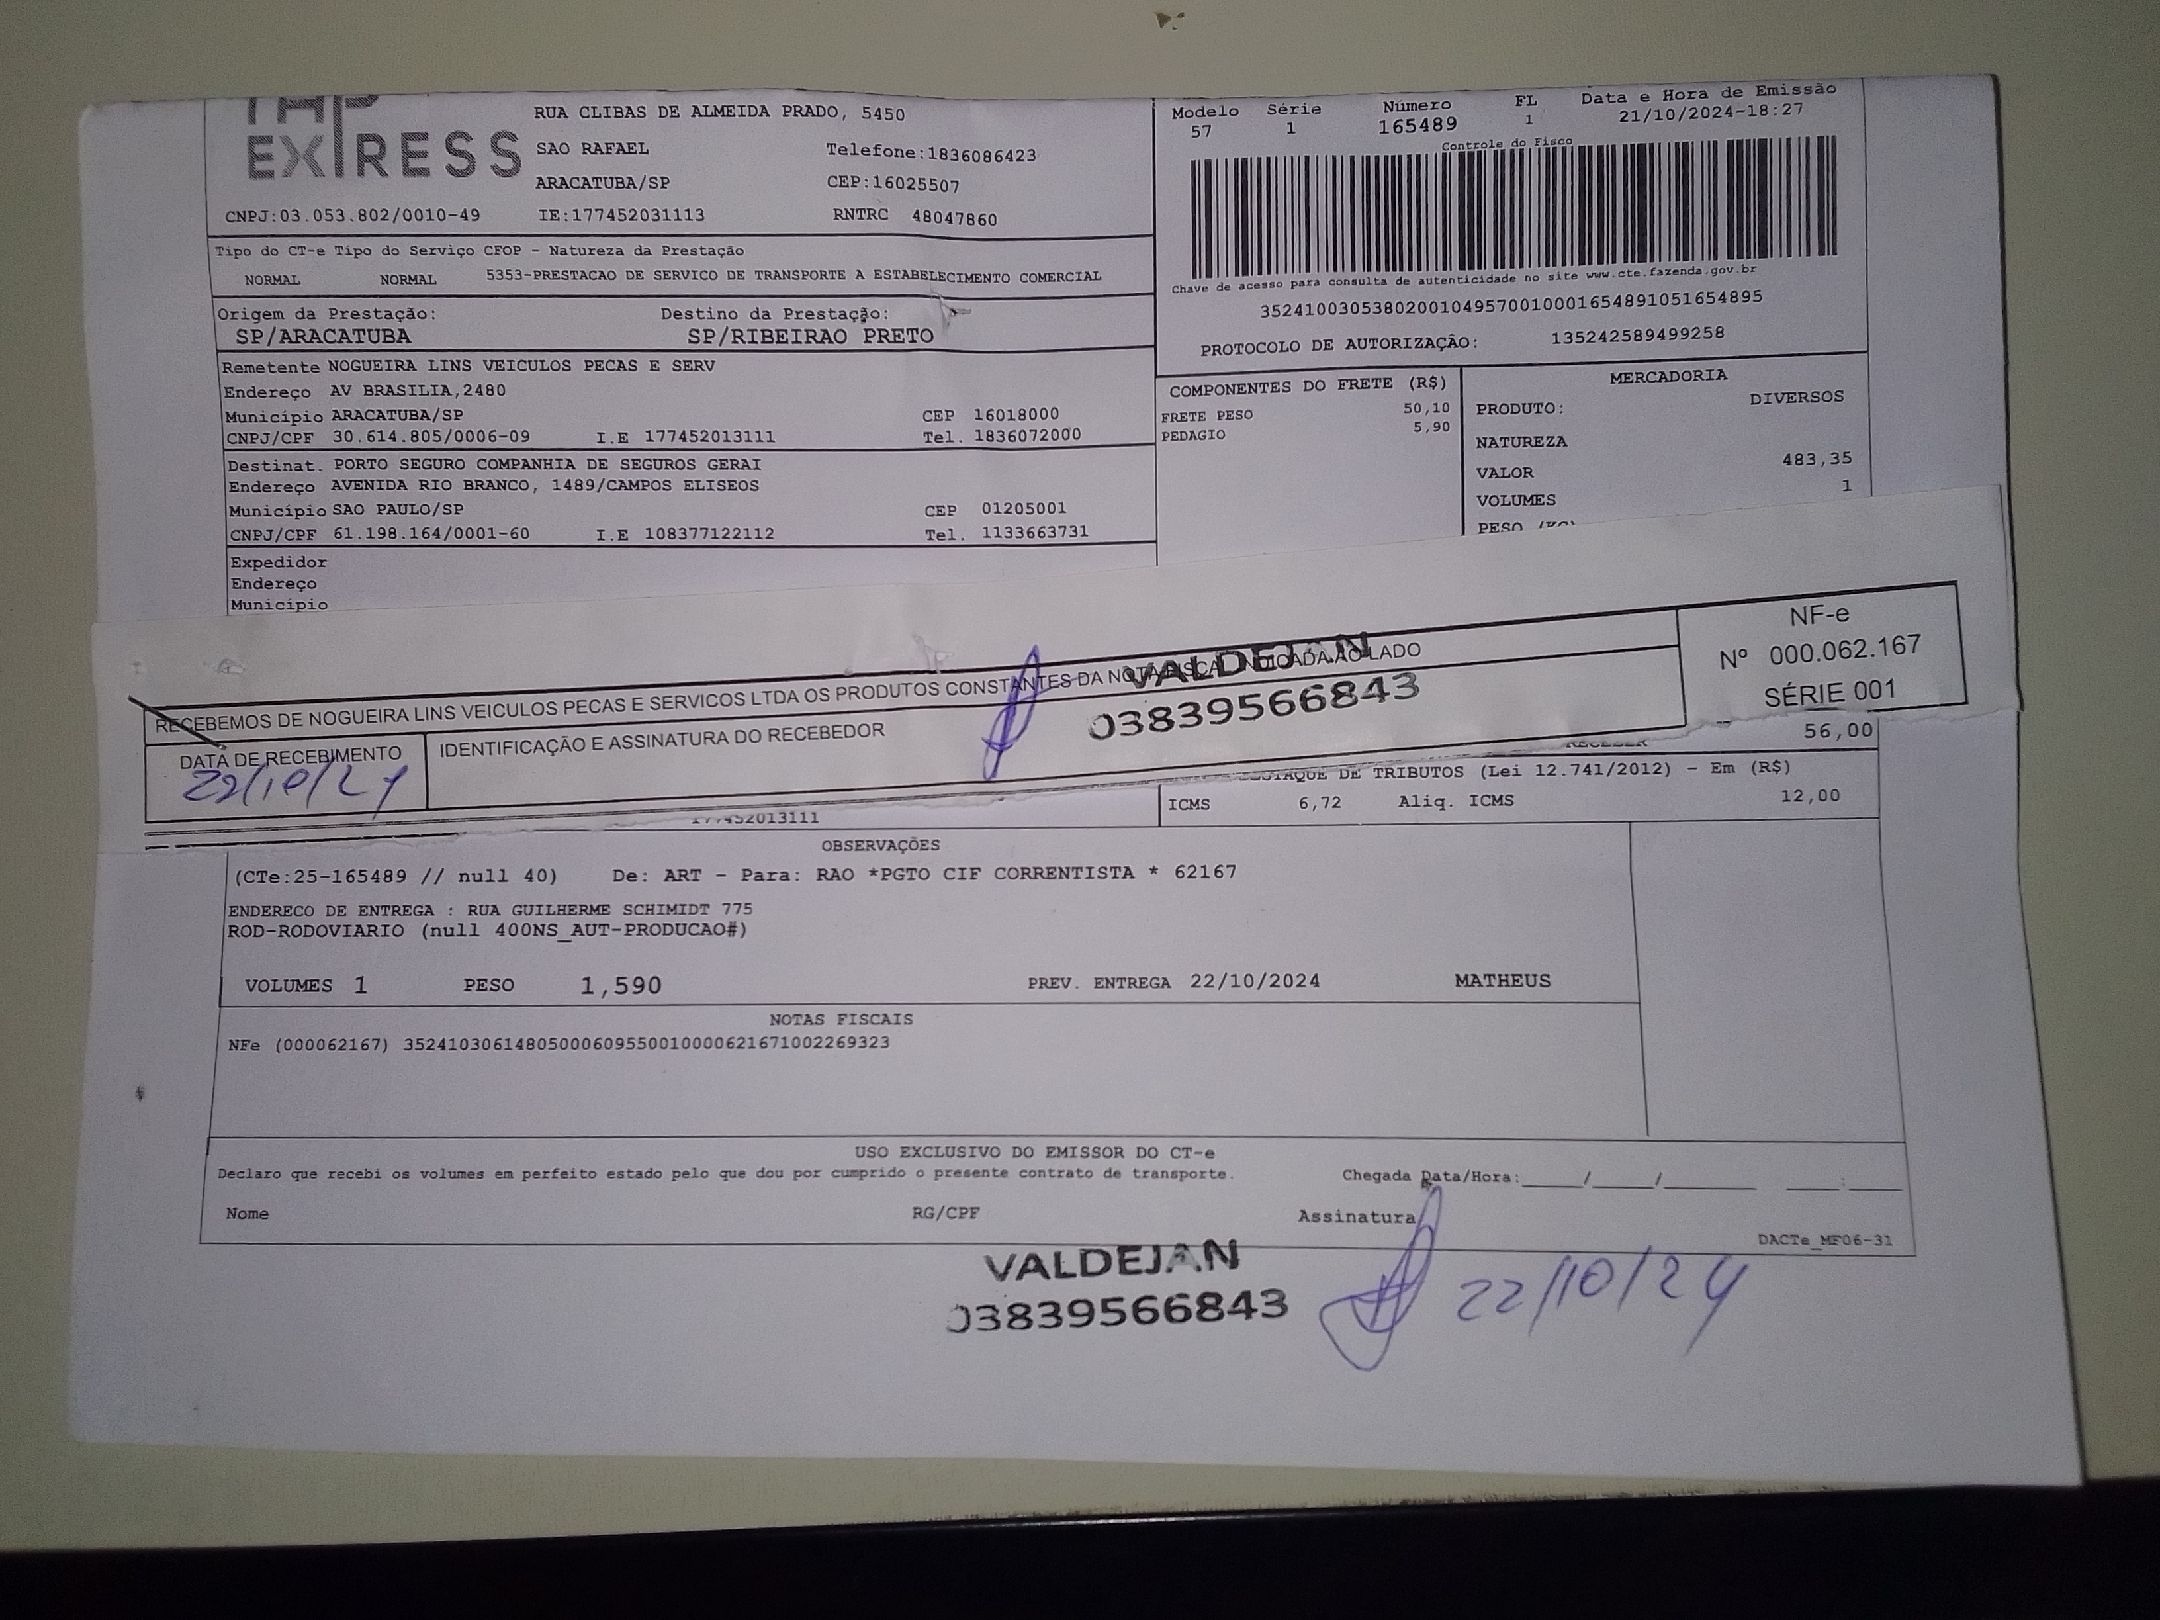 EXPRESS
RUA CLIBAS DE ALMEIDA PRADO, 5450
SAO RAFAEL Telefone:1836086423
ARACATUBA/SP CEP:16025507
CNPJ:03.053.802/0010-49 IE:177452031113 RNTRC 48047860
Modelo Série Número FL Data e Hora de Emissão
57 1 165489 1 21/10/2024-18:27
Controle do Fisco
Chave de acesso para consulta de autenticidade no site www.cte.fazenda.gov.br
35241003053802001049570010001654891051654895
PROTOCOLO DE AUTORIZAÇÃO: 135242589499258
Tipo do CT-e Tipo do Serviço CFOP - Natureza da Prestação
NORMAL NORMAL 5353-PRESTACAO DE SERVICO DE TRANSPORTE A ESTABELECIMENTO COMERCIAL
Origem da Prestação: Destino da Prestação:
SP/ARACATUBA SP/RIBEIRAO PRETO
Remetente NOGUEIRA LINS VEICULOS PECAS E SERV
Endereço AV BRASILIA,2480
Município ARACATUBA/SP CEP 16018000
CNPJ/CPF 30.614.805/0006-09 I.E 177452013111 Tel. 1836072000
Destinat. PORTO SEGURO COMPANHIA DE SEGUROS GERAI
Endereço AVENIDA RIO BRANCO, 1489/CAMPOS ELISEOS
Município SAO PAULO/SP CEP 01205001
CNPJ/CPF 61.198.164/0001-60 I.E 108377122112 Tel. 1133663731
Expedidor
Endereço
Município
COMPONENTES DO FRETE (R$)
FRETE PESO 50,10
PEDAGIO 5,90
MERCADORIA
PRODUTO: DIVERSOS
NATUREZA
VALOR 483,35
VOLUMES 1
PESO
RECEBEMOS DE NOGUEIRA LINS VEICULOS PECAS E SERVICOS LTDA OS PRODUTOS CONSTANTES DA NOTA FISCAL INDICADA AO LADO
DATA DE RECEBIMENTO IDENTIFICAÇÃO E ASSINATURA DO RECEBEDOR
22/10/24
VALDEJAN
03839566843
NF-e
Nº 000.062.167
SÉRIE 001
RECEBER 56,00
DE TRIBUTOS (Lei 12.741/2012) - Em (R$)
ICMS 6,72 Aliq. ICMS 12,00
177452013111
OBSERVAÇÕES
(CTe:25-165489 // null 40) De: ART - Para: RAO *PGTO CIF CORRENTISTA * 62167
ENDERECO DE ENTREGA : RUA GUILHERME SCHIMIDT 775
ROD-RODOVIARIO (null 400NS_AUT-PRODUCAO#)
VOLUMES 1 PESO 1,590 PREV. ENTREGA 22/10/2024 MATHEUS
NOTAS FISCAIS
NFe (000062167) 35241030614805000609550010000621671002269323
USO EXCLUSIVO DO EMISSOR DO CT-e
Declaro que recebi os volumes em perfeito estado pelo que dou por cumprido o presente contrato de transporte. Chegada Data/Hora:_____/_____/_______ ____:____
Nome RG/CPF Assinatura
DACTe_MF06-31
VALDEJAN
03839566843
22/10/24